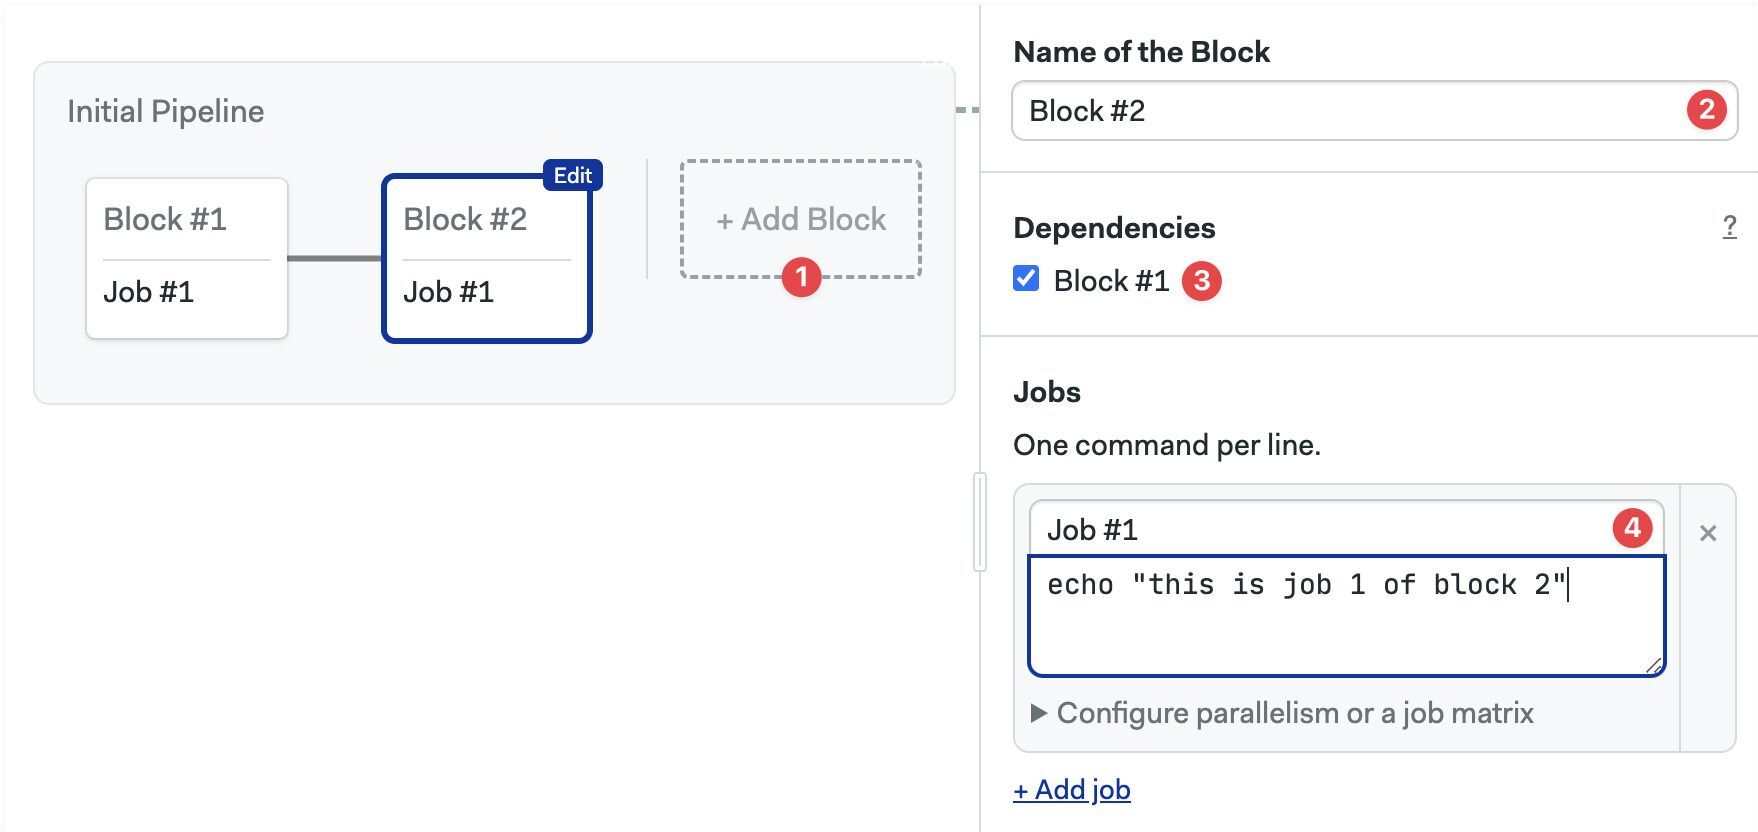 Initial Pipeline
Block #1
Job #1
Edit
Block #2
Job #1
+ Add Block
1
Name of the Block
Block #2
2
Dependencies
?
Block #1
3
Jobs
One command per line.
Job #1
4
×
echo "this is job 1 of block 2"
▶ Configure parallelism or a job matrix
+ Add job